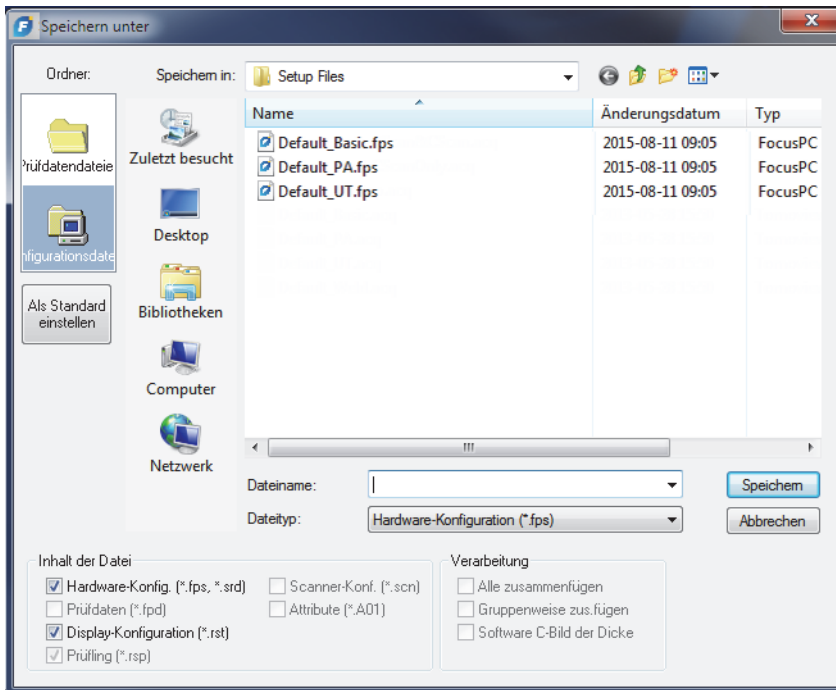 Speichern unter
Ordner:
Speichern in:
Setup Files
Prüfdatendateie
nfigurationsdate
Als Standard
einstellen
Zuletzt besucht
Desktop
Bibliotheken
Computer
Netzwerk
Name
Änderungsdatum
Typ
Default_Basic.fps
2015-08-11 09:05
FocusPC
Default_PA.fps
2015-08-11 09:05
FocusPC
Default_UT.fps
2015-08-11 09:05
FocusPC
Dateiname:
Speichern
Dateityp:
Hardware-Konfiguration (*.fps)
Abbrechen
Inhalt der Datei
Hardware-Konfig. (*.fps, *.srd)
Prüfdaten (*.fpd)
Display-Konfiguration (*.rst)
Prüfling (*.rsp)
Scanner-Konf. (*.scn)
Attribute (*.A01)
Verarbeitung
Alle zusammenfügen
Gruppenweise zus.fügen
Software C-Bild der Dicke